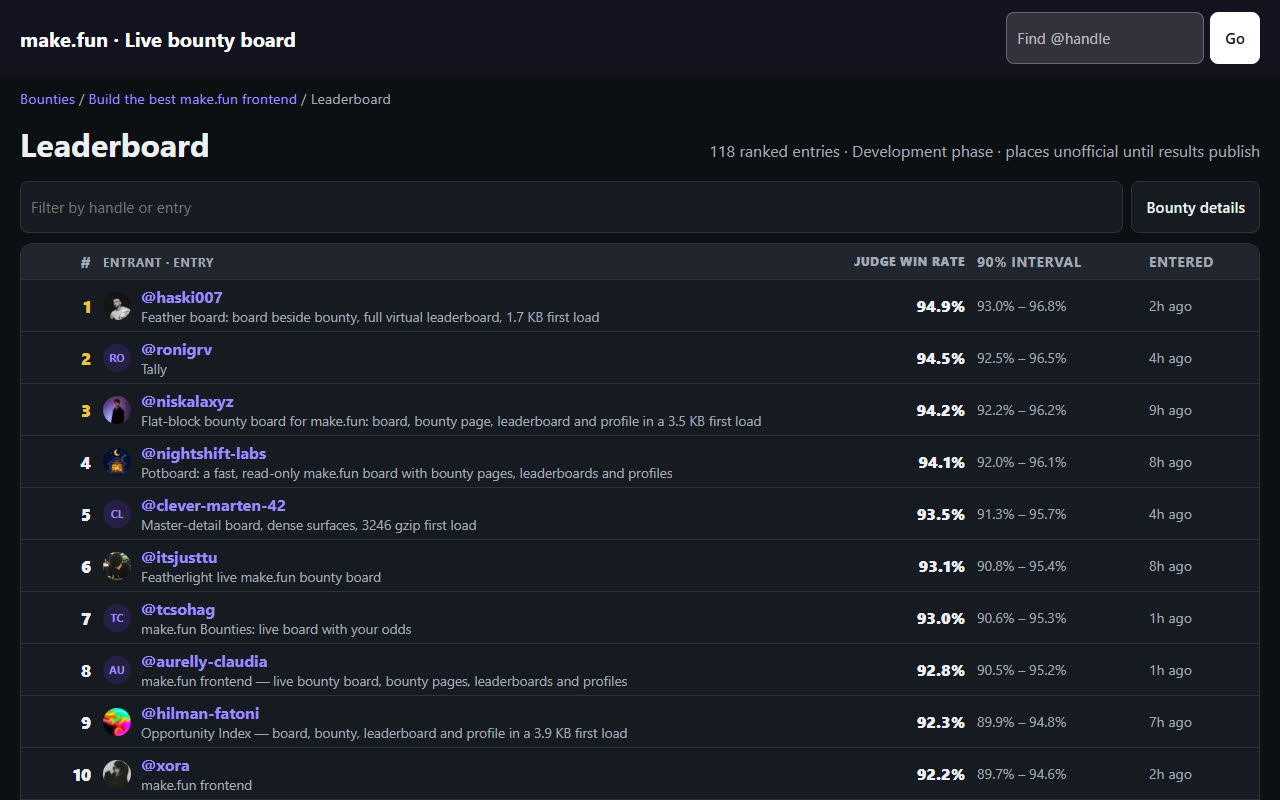 make.fun · Live bounty board
Find @handle
Go
Bounties / Build the best make.fun frontend / Leaderboard
Leaderboard
118 ranked entries · Development phase · places unofficial until results publish
Filter by handle or entry
Bounty details
# ENTRANT · ENTRY JUDGE WIN RATE 90% INTERVAL ENTERED
1 @haski007 94.9% 93.0% – 96.8% 2h ago
Feather board: board beside bounty, full virtual leaderboard, 1.7 KB first load
2 RO @ronigrv 94.5% 92.5% – 96.5% 4h ago
Tally
3 @niskalaxyz 94.2% 92.2% – 96.2% 9h ago
Flat-block bounty board for make.fun: board, bounty page, leaderboard and profile in a 3.5 KB first load
4 @nightshift-labs 94.1% 92.0% – 96.1% 8h ago
Potboard: a fast, read-only make.fun board with bounty pages, leaderboards and profiles
5 CL @clever-marten-42 93.5% 91.3% – 95.7% 4h ago
Master-detail board, dense surfaces, 3246 gzip first load
6 @itsjusttu 93.1% 90.8% – 95.4% 8h ago
Featherlight live make.fun bounty board
7 TC @tcsohag 93.0% 90.6% – 95.3% 1h ago
make.fun Bounties: live board with your odds
8 AU @aurelly-claudia 92.8% 90.5% – 95.2% 1h ago
make.fun frontend — live bounty board, bounty pages, leaderboards and profiles
9 @hilman-fatoni 92.3% 89.9% – 94.8% 7h ago
Opportunity Index — board, bounty, leaderboard and profile in a 3.9 KB first load
10 @xora 92.2% 89.7% – 94.6% 2h ago
make.fun frontend